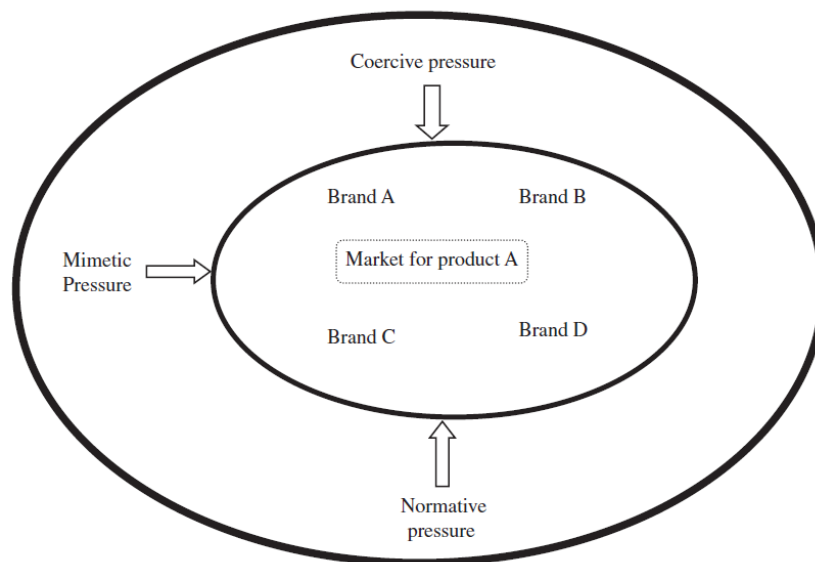 Coercive pressure
Brand A
Brand B
Mimetic
Pressure
Market for product A
Brand C
Brand D
Normative
pressure